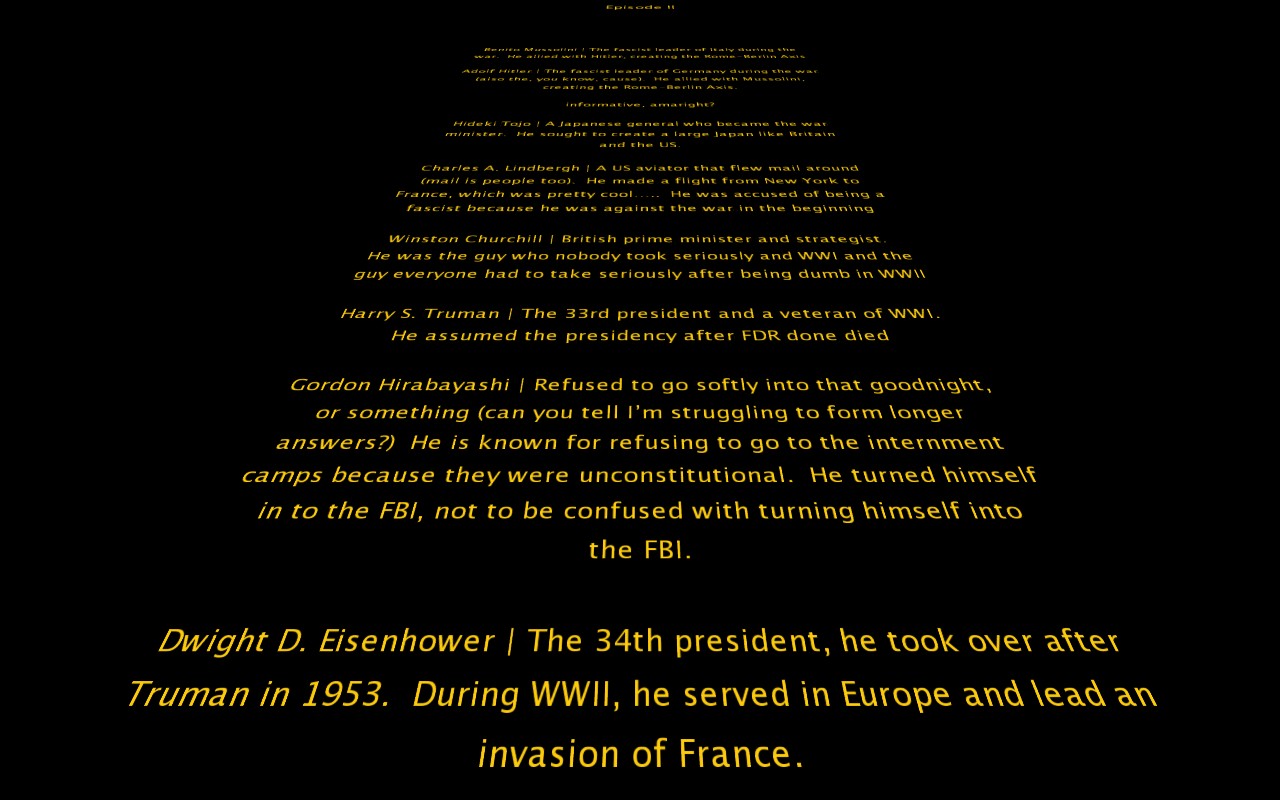 Episode II
Benito Mussolini | The fascist leader of Italy during the
war.  He allied with Hitler, creating the Rome-Berlin Axis
Adolf Hitler | The fascist leader of Germany during the war
(also the, you know, cause).  He allied with Mussolini,
creating the Rome-Berlin Axis.
informative, amaright?
Hideki Tojo | A Japanese general who became the war
minister.  He sought to create a large Japan like Britain
and the US.
Charles A. Lindbergh | A US aviator that flew mail around
(mail is people too).  He made a flight from New York to
France, which was pretty cool.....  He was accused of being a
fascist because he was against the war in the beginning
Winston Churchill | British prime minister and strategist.
He was the guy who nobody took seriously and WWI and the
guy everyone had to take seriously after being dumb in WWII
Harry S. Truman | The 33rd president and a veteran of WWI.
He assumed the presidency after FDR done died
Gordon Hirabayashi | Refused to go softly into that goodnight,
or something (can you tell I'm struggling to form longer
answers?)  He is known for refusing to go to the internment
camps because they were unconstitutional.  He turned himself
in to the FBI, not to be confused with turning himself into
the FBI.
Dwight D. Eisenhower | The 34th president, he took over after
Truman in 1953.  During WWII, he served in Europe and lead an
invasion of France.